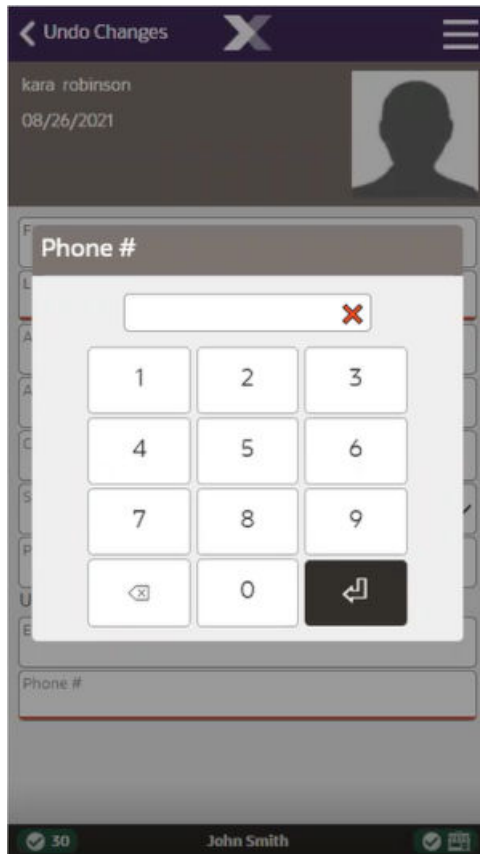 Undo Changes
kara robinson
08/26/2021
F
Phone #
L
A
1 2 3
A
C
4 5 6
S
7 8 9
P
0
U
E
Phone #
30 John Smith